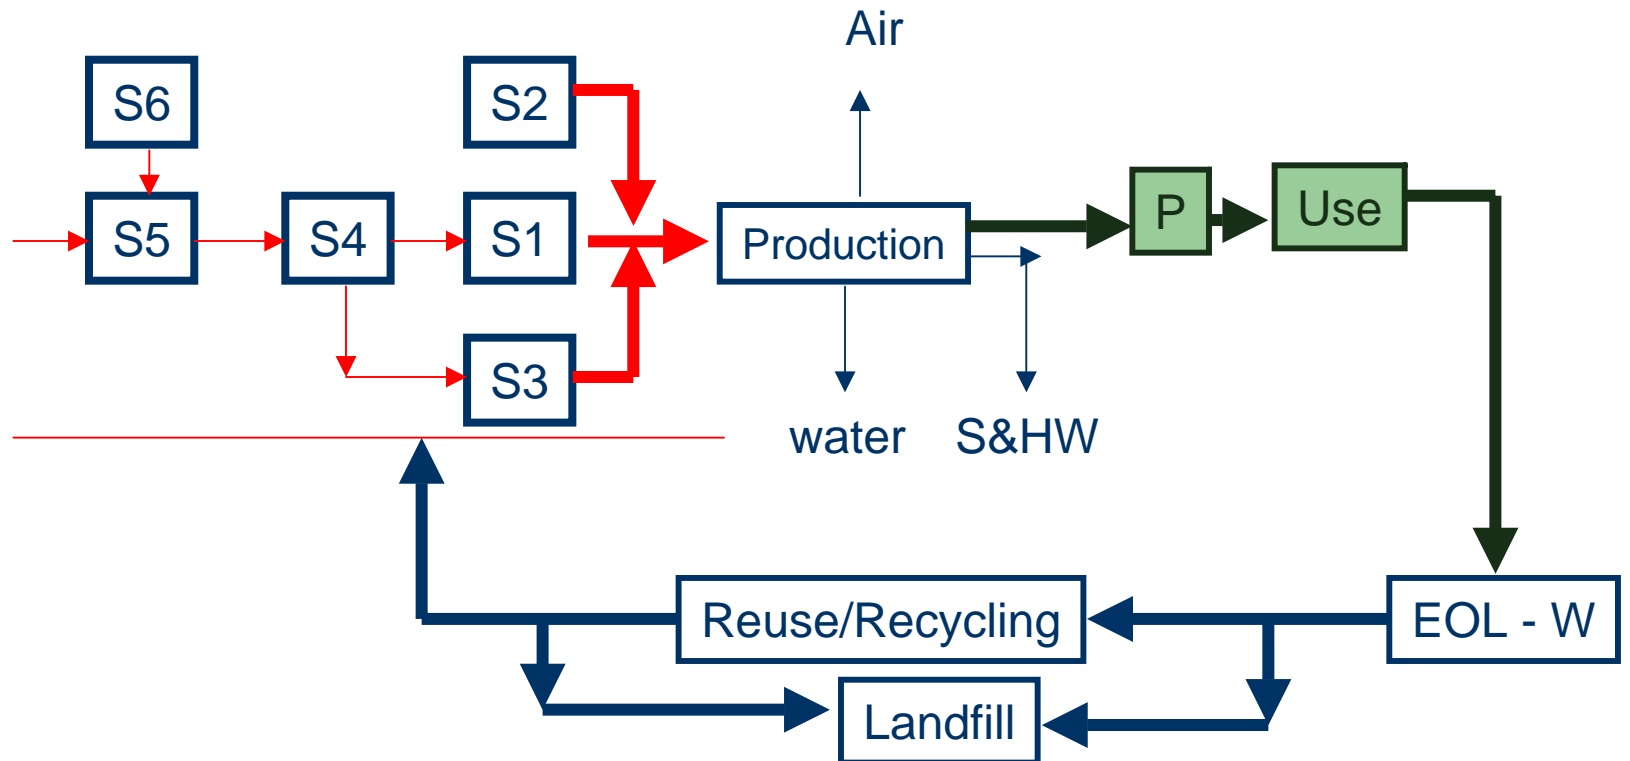 Air
S6
S2
S5
S4
S1
Production
P
Use
S3
water
S&HW
Reuse/Recycling
EOL - W
Landfill